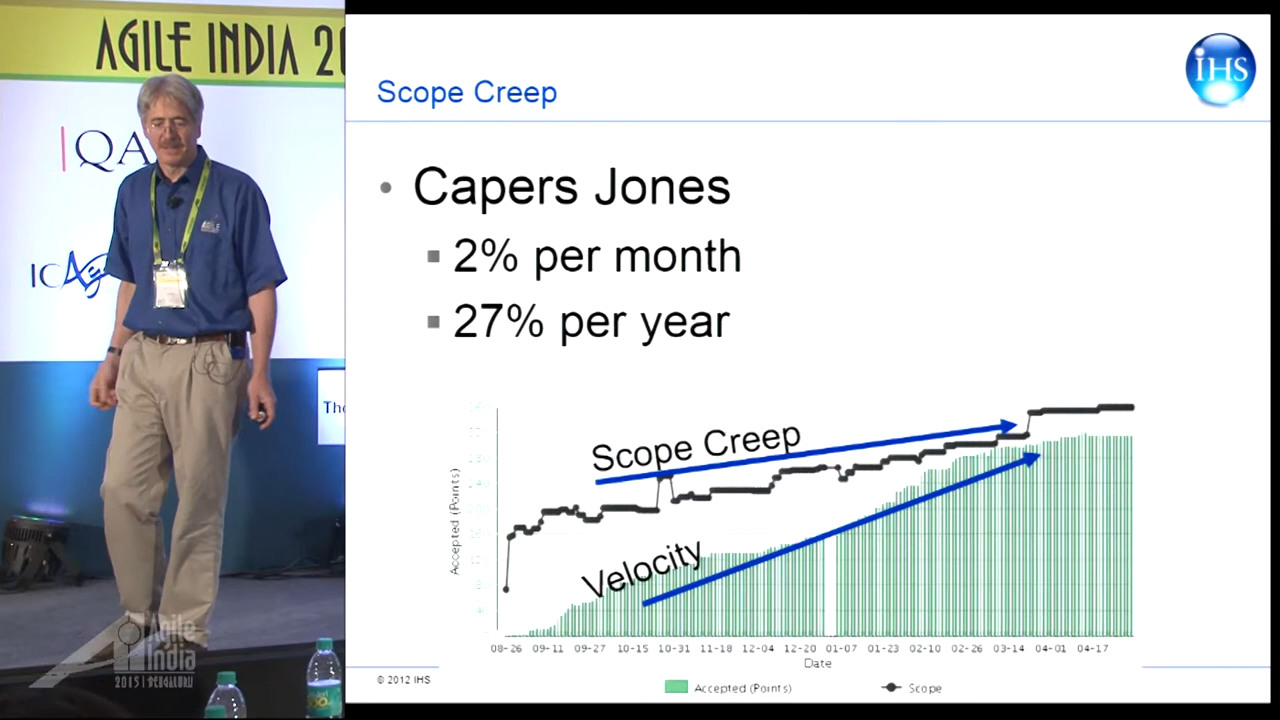 AGILE INDIA 20
QA
ICAg
The
Agile
India
2015 | BENGALURU
IHS
Scope Creep
• Capers Jones
2% per month
27% per year
Scope Creep
Velocity
Accepted (Points)
08-26 09-11 09-27 10-15 10-31 11-18 12-04 12-20 01-07 01-23 02-10 02-26 03-14 04-01 04-17
Date
© 2012 IHS
Accepted (Points) Scope